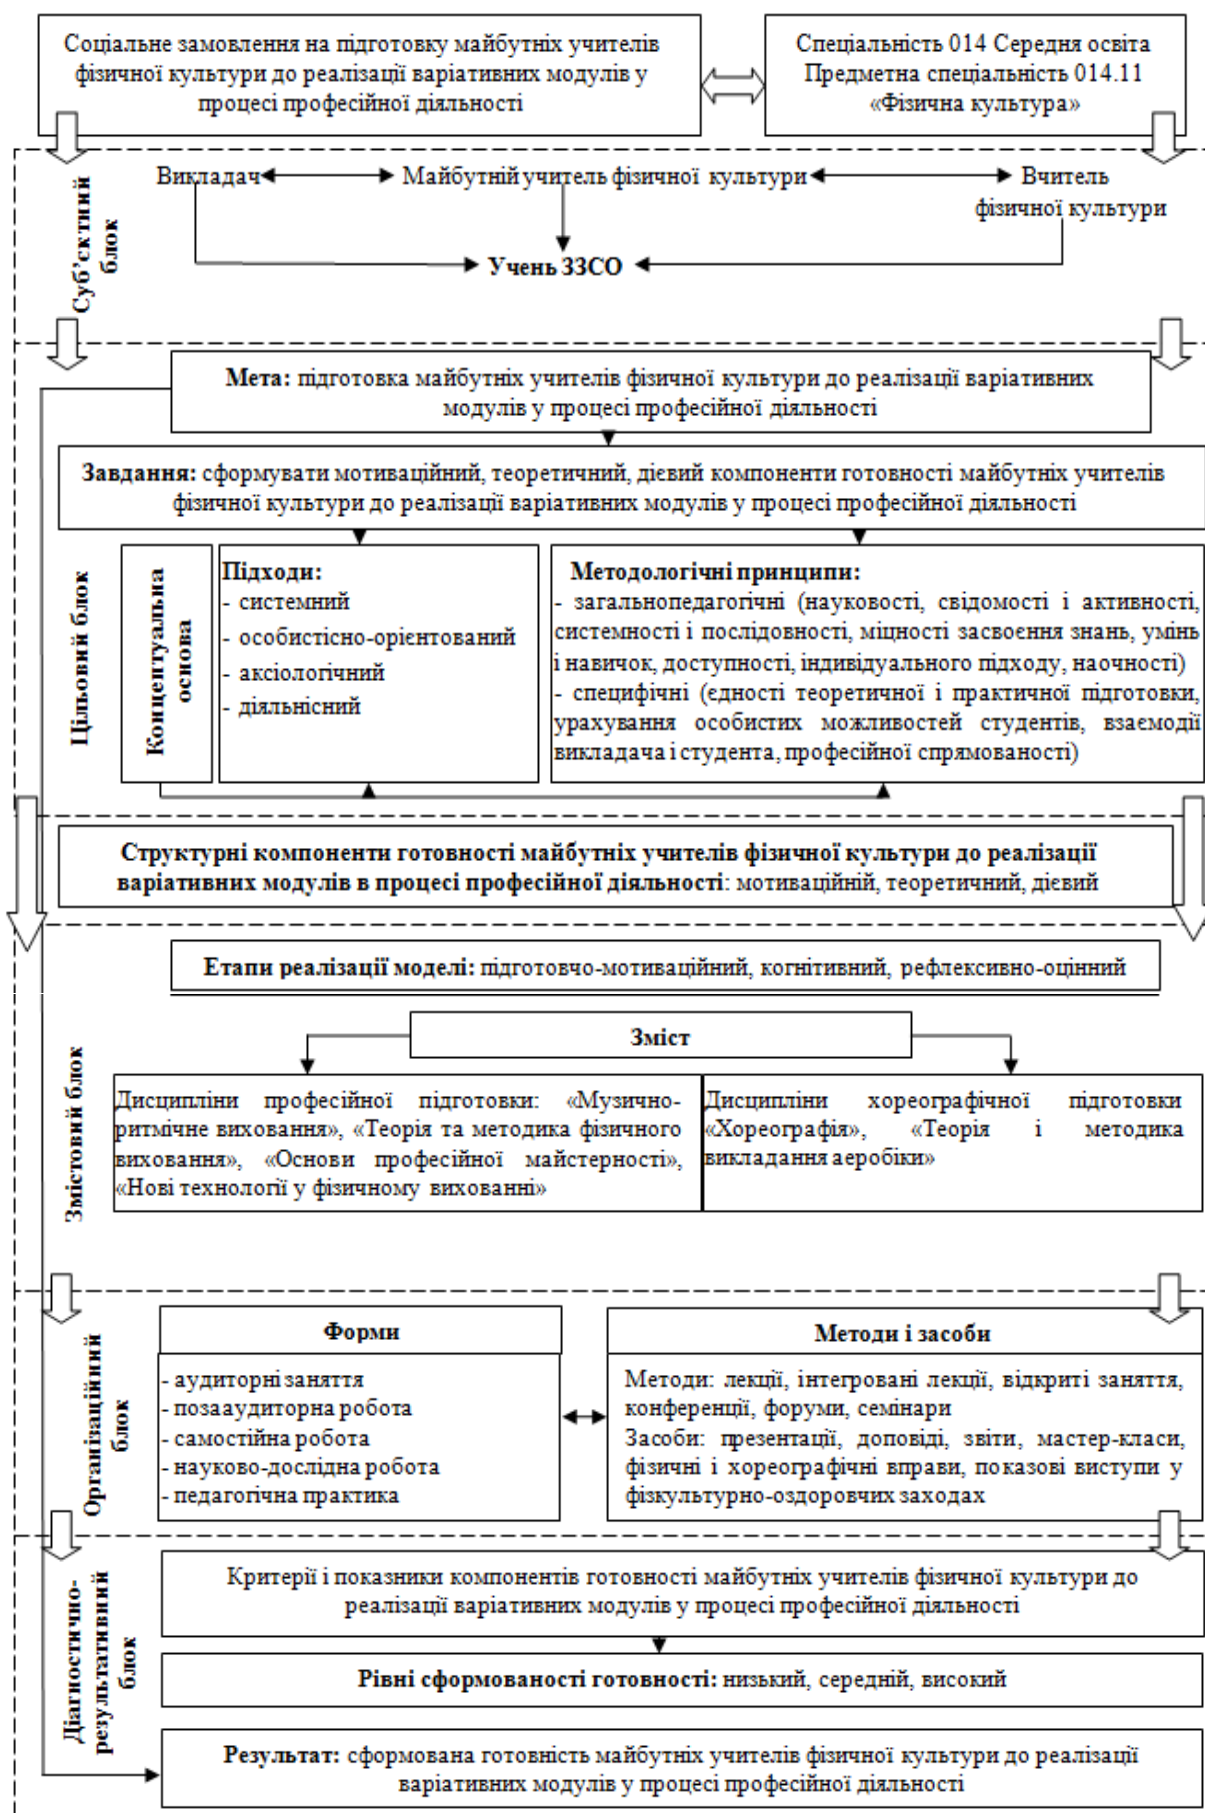 Соціальне замовлення на підготовку майбутніх учителів
фізичної культури до реалізації варіативних модулів у
процесі професійної діяльності
Спеціальність 014 Середня освіта
Предметна спеціальність 014.11
«Фізична культура»
Суб’єктний
блок
Викладач
Майбутній учитель фізичної культури
Вчитель
фізичної культури
Учень ЗЗСО
Цільовий блок
Мета: підготовка майбутніх учителів фізичної культури до реалізації варіативних
модулів у процесі професійної діяльності
Завдання: сформувати мотиваційний, теоретичний, дієвий компоненти готовності майбутніх учителів
фізичної культури до реалізації варіативних модулів у процесі професійної діяльності
Концептуальна
основа
Підходи:
- системний
- особистісно-орієнтований
- аксіологічний
- діяльнісний
Методологічні принципи:
- загальнопедагогічні (науковості, свідомості і активності,
системності і послідовності, міцності засвоєння знань, умінь
і навичок, доступності, індивідуального підходу, наочності)
- специфічні (єдності теоретичної і практичної підготовки,
урахування особистих можливостей студентів, взаємодії
викладача і студента, професійної спрямованості)
Структурні компоненти готовності майбутніх учителів фізичної культури до реалізації
варіативних модулів в процесі професійної діяльності: мотиваційній, теоретичний, дієвий
Змістовий блок
Етапи реалізації моделі: підготовчо-мотиваційний, когнітивний, рефлексивно-оцінний
Зміст
Дисципліни професійної підготовки: «Музично-
ритмічне виховання», «Теорія та методика фізичного
виховання», «Основи професійної майстерності»,
«Нові технології у фізичному вихованні»
Дисципліни хореографічної підготовки
«Хореографія», «Теорія і методика
викладання аеробіки»
Організаційний
блок
Форми
- аудиторні заняття
- позааудиторна робота
- самостійна робота
- науково-дослідна робота
- педагогічна практика
Методи і засоби
Методи: лекції, інтегровані лекції, відкриті заняття,
конференції, форуми, семінари
Засоби: презентації, доповіді, звіти, мастер-класи,
фізичні і хореографічні вправи, показові виступи у
фізкультурно-оздоровчих заходах
Діагностично-
результативний
блок
Критерії і показники компонентів готовності майбутніх учителів фізичної культури до
реалізації варіативних модулів у процесі професійної діяльності
Рівні сформованості готовності: низький, середній, високий
Результат: сформована готовність майбутніх учителів фізичної культури до реалізації
варіативних модулів у процесі професійної діяльності